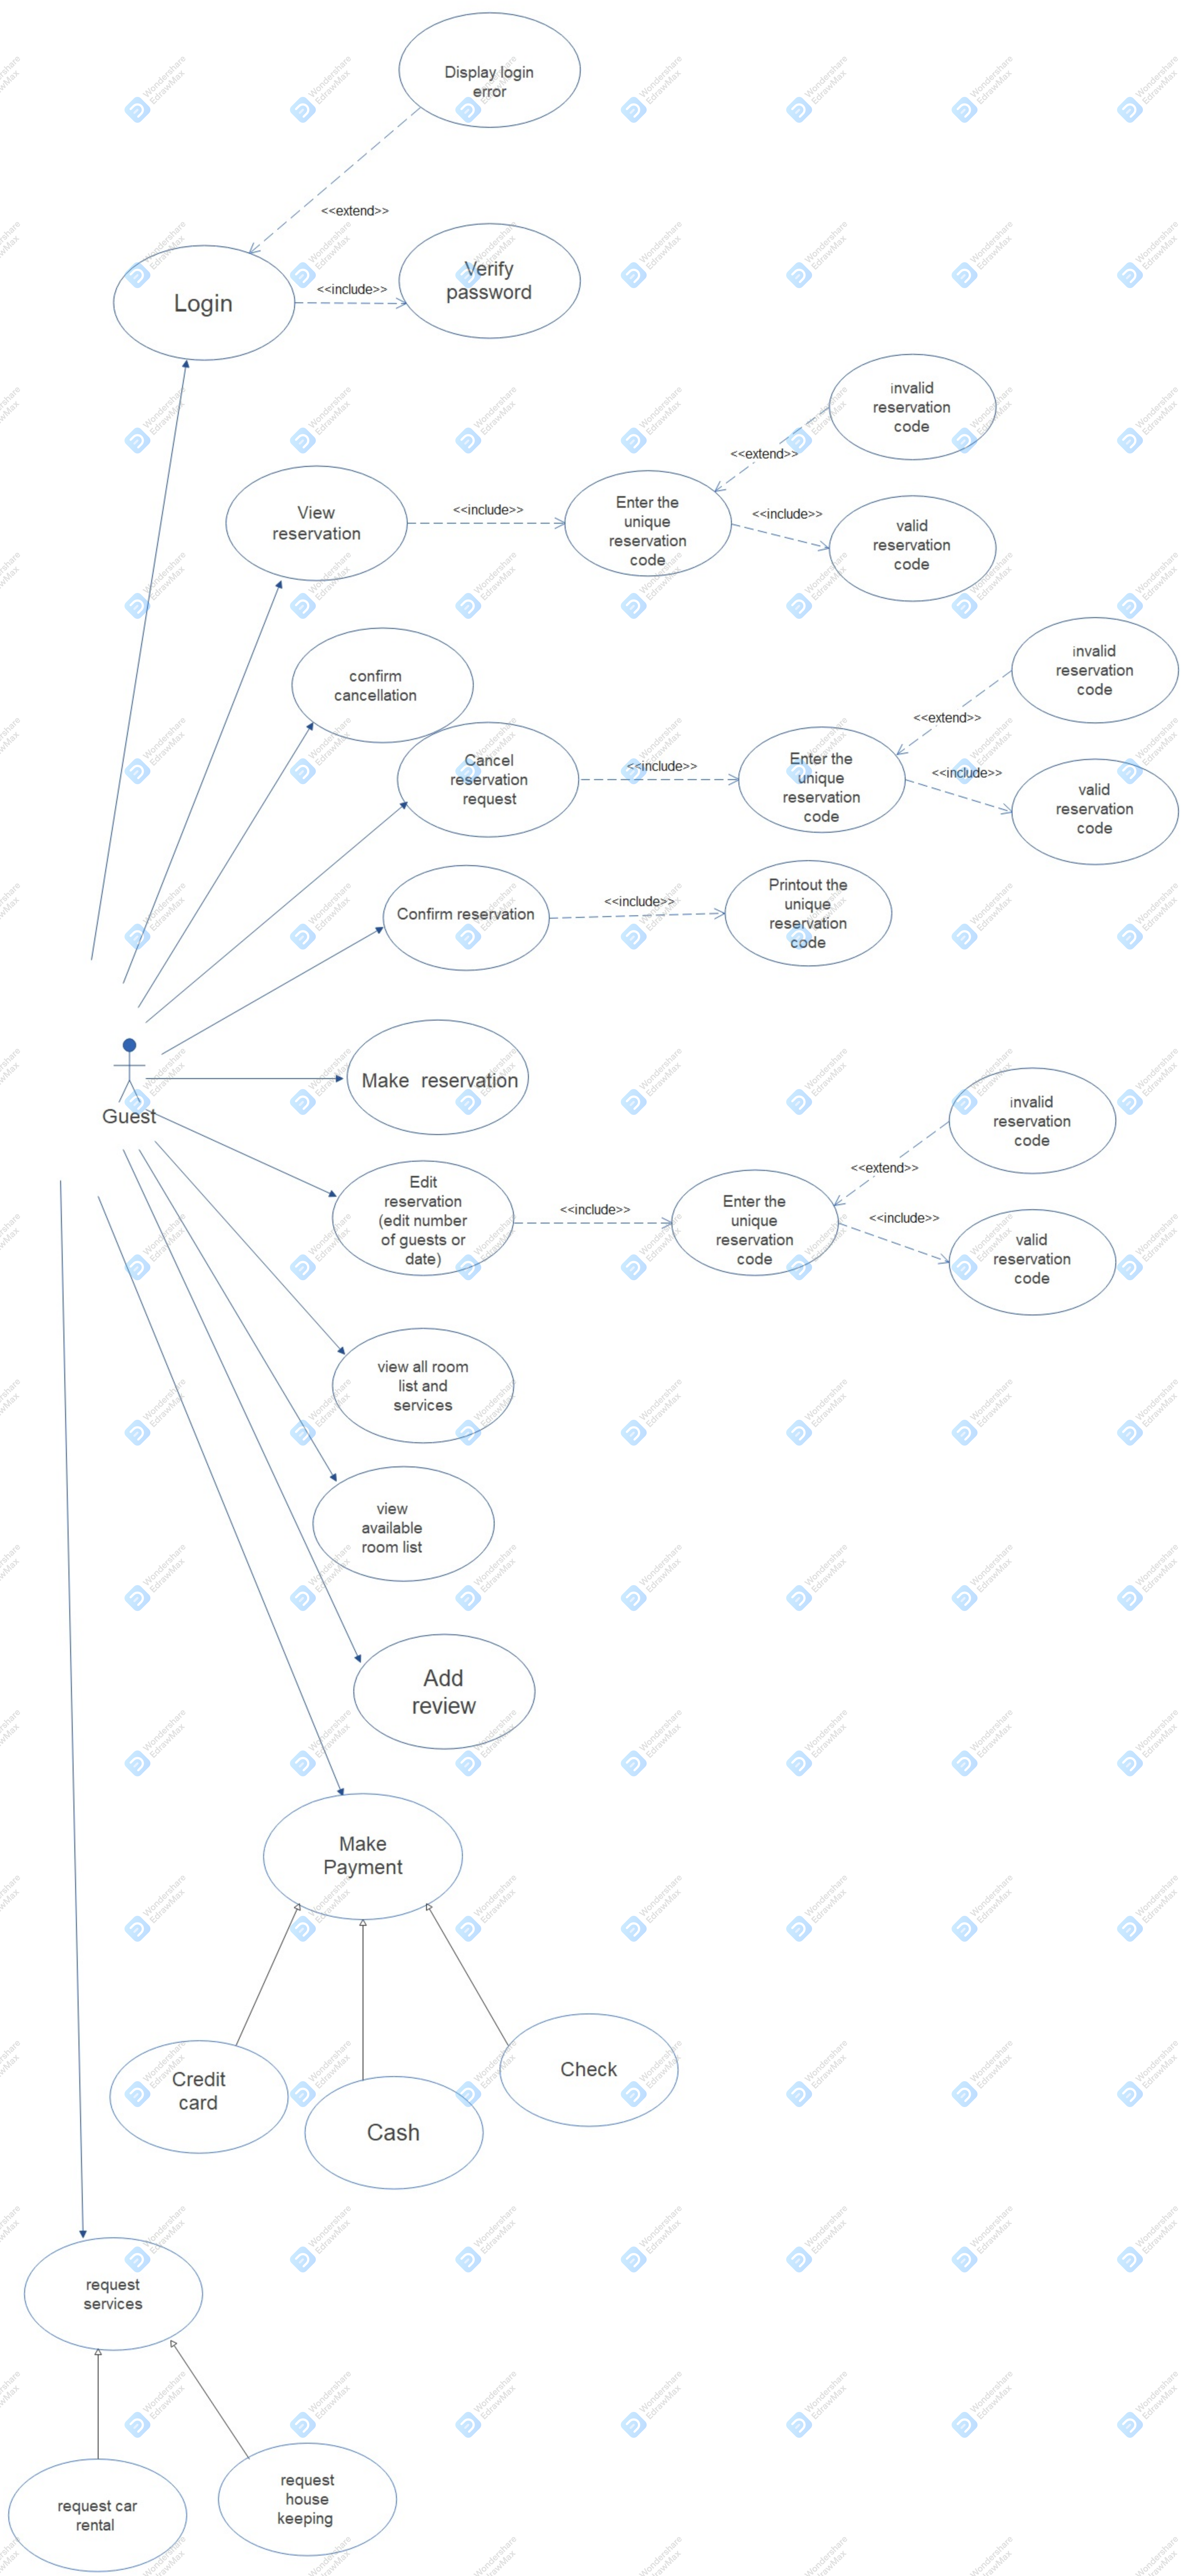 Display login
error
<<extend>>
Login
<<include>>
Verify
password
invalid
reservation
code
<<extend>>
View
reservation
<<include>>
Enter the
unique
reservation
code
<<include>>
valid
reservation
code
confirm
cancellation
invalid
reservation
code
<<extend>>
Cancel
reservation
request
<<include>>
Enter the
unique
reservation
code
<<include>>
valid
reservation
code
Confirm reservation
<<include>>
Printout the
unique
reservation
code
Guest
Make reservation
invalid
reservation
code
<<extend>>
Edit
reservation
(edit number
of guests or
date)
<<include>>
Enter the
unique
reservation
code
<<include>>
valid
reservation
code
view all room
list and
services
view
available
room list
Add
review
Make
Payment
Credit
card
Cash
Check
request
services
request car
rental
request
house
keeping
Wondershare
EdrawMax